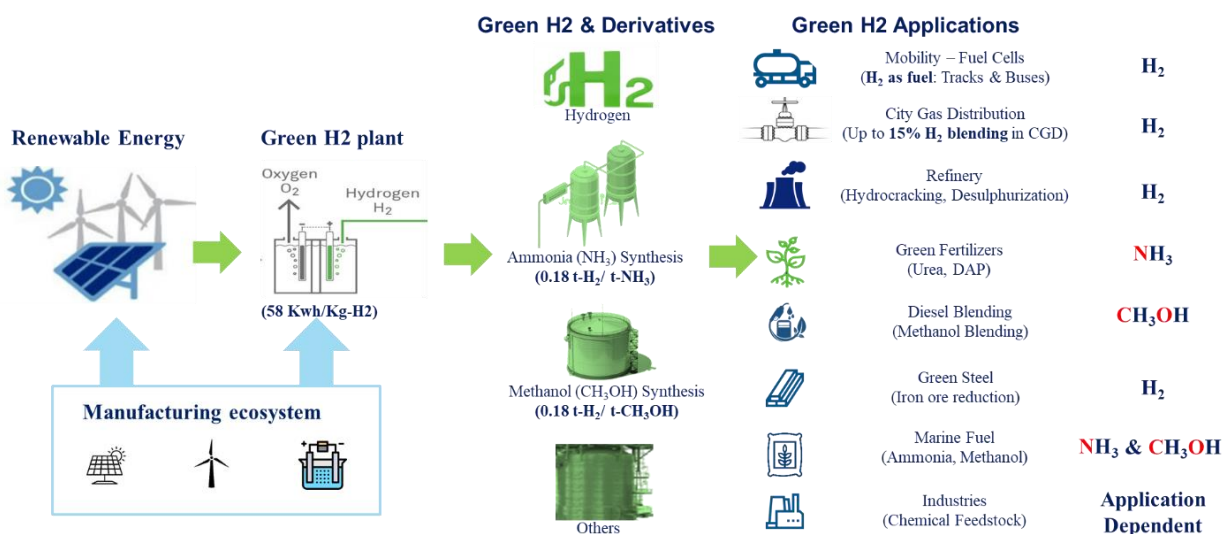 Green H2 & Derivatives
Green H2 Applications
Renewable Energy
Green H2 plant
Oxygen
O₂
Hydrogen
H₂
- +
(58 Kwh/Kg-H2)
Manufacturing ecosystem
+ -
H2
Hydrogen
Ammonia (NH₃) Synthesis
(0.18 t-H₂/ t-NH₃)
Methanol (CH₃OH) Synthesis
(0.18 t-H₂/ t-CH₃OH)
Others
Mobility – Fuel Cells
(H₂ as fuel: Tracks & Buses)
H₂
City Gas Distribution
(Up to 15% H₂ blending in CGD)
H₂
Refinery
(Hydrocracking, Desulphurization)
H₂
Green Fertilizers
(Urea, DAP)
NH₃
Diesel Blending
(Methanol Blending)
CH₃OH
Green Steel
(Iron ore reduction)
H₂
Marine Fuel
(Ammonia, Methanol)
NH₃ & CH₃OH
Industries
(Chemical Feedstock)
Application
Dependent